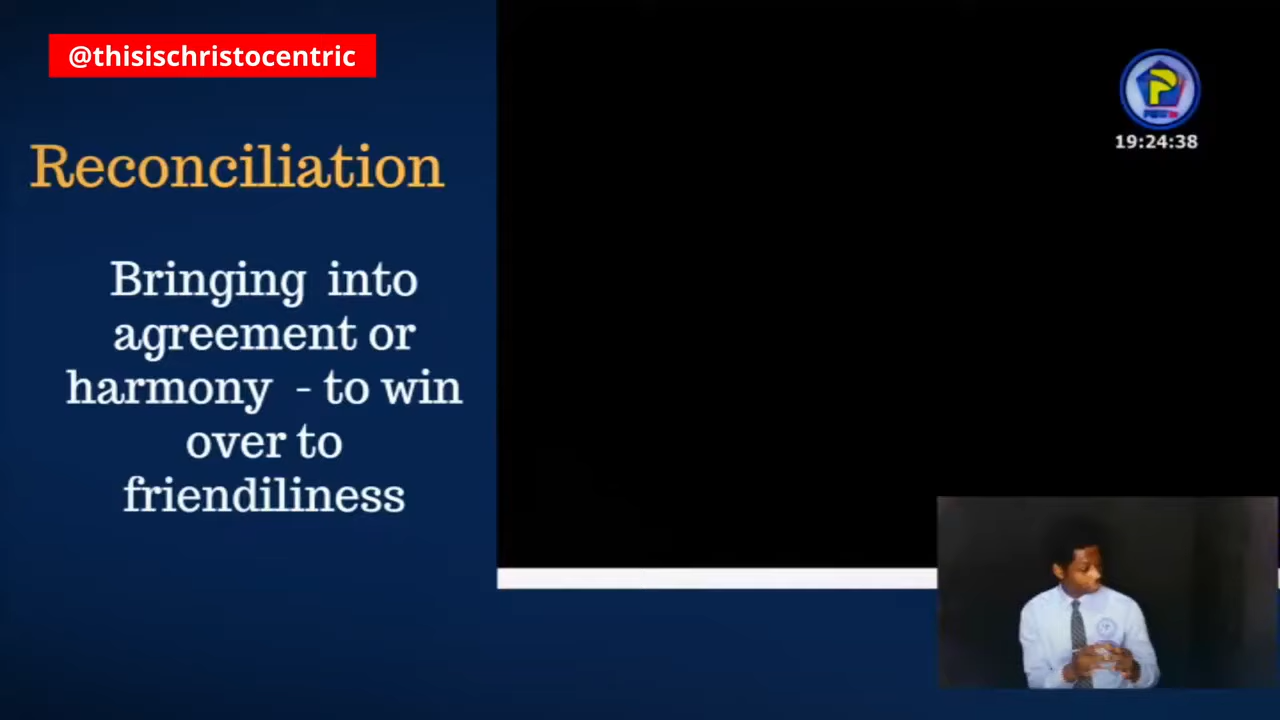 @thisischristocentric
19:24:38
Reconciliation
Bringing into
agreement or
harmony - to win
over to
friendiliness